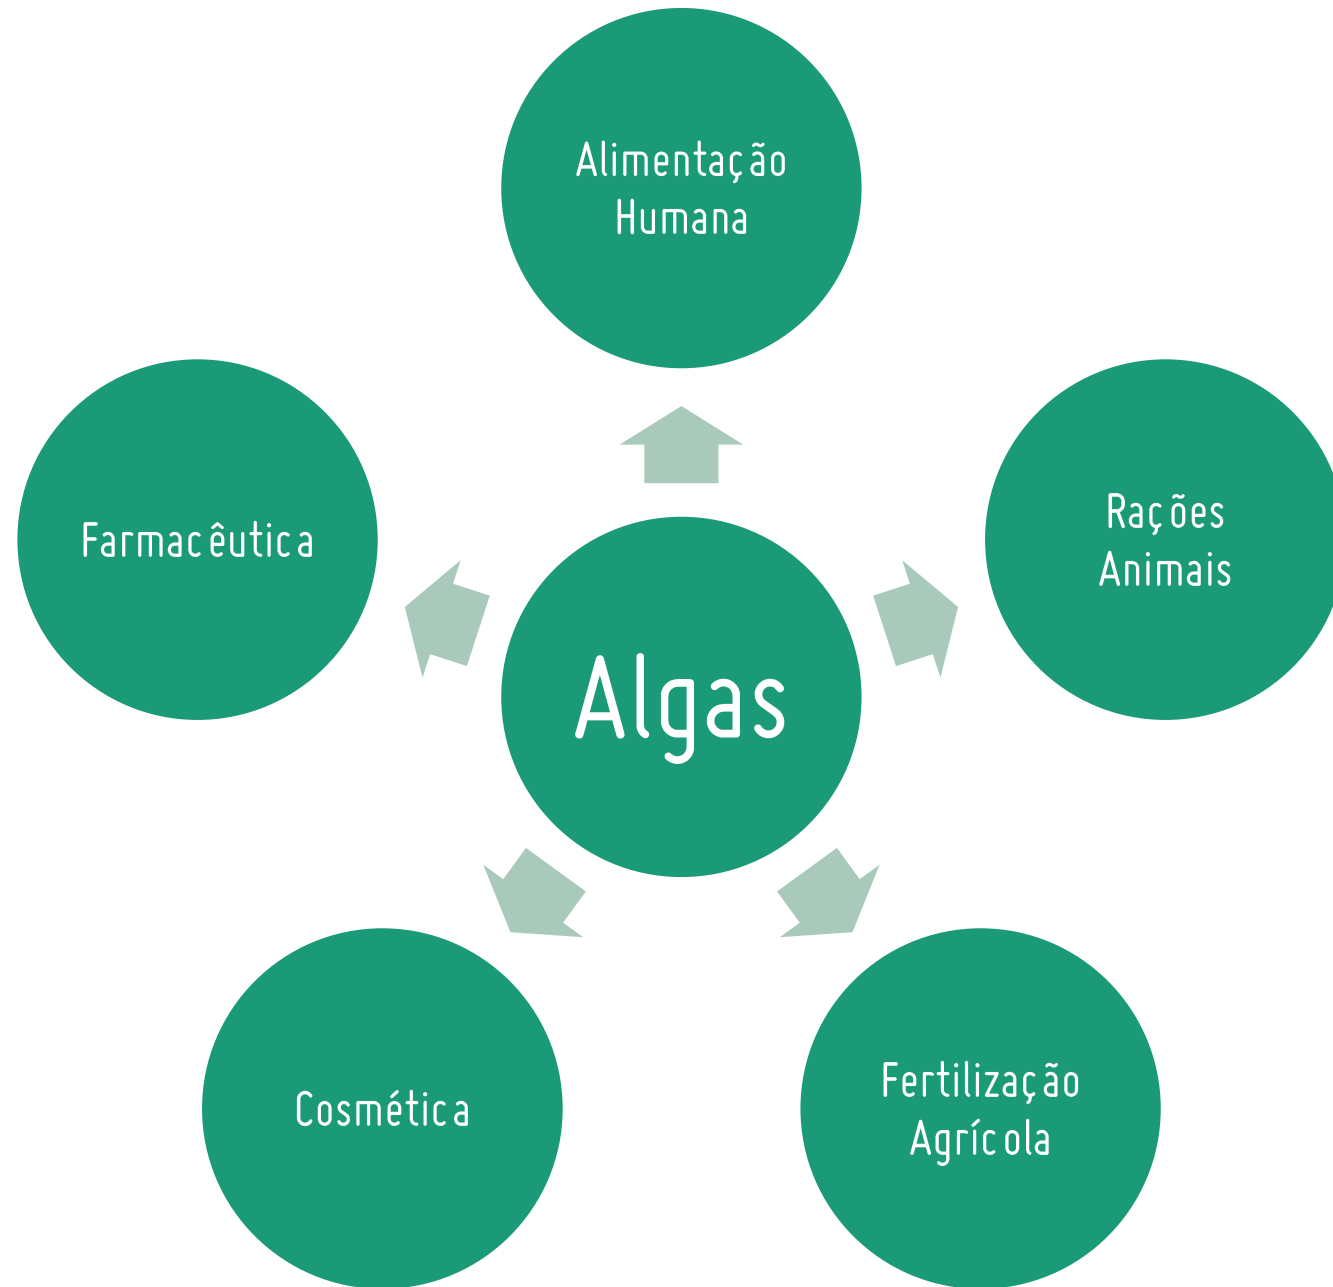 Alimentação
Humana
Farmacêutica
Rações
Animais
Algas
Cosmética
Fertilização
Agrícola